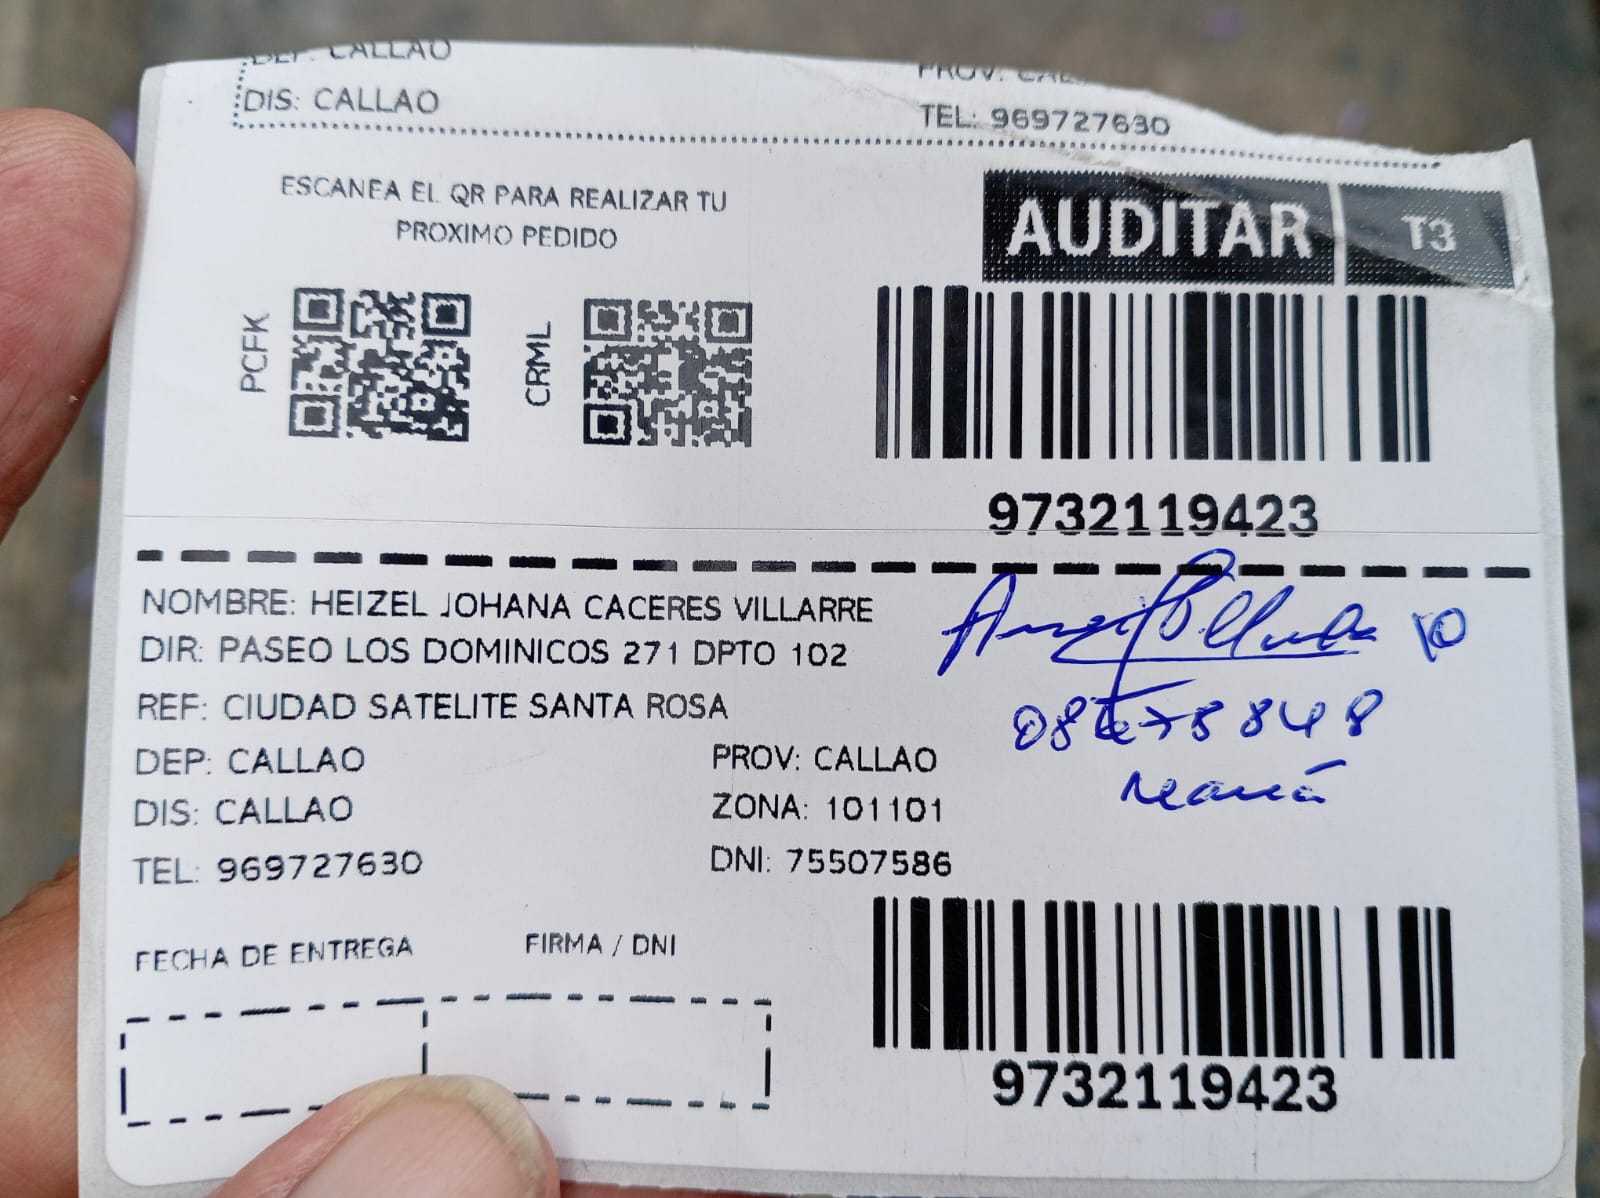 DEP: CALLAO
DIS: CALLAO
TEL: 969727630
ESCANEA EL QR PARA REALIZAR TU
PROXIMO PEDIDO
AUDITAR T3
PCFK
CRML
9732119423
NOMBRE: HEIZEL JOHANA CACERES VILLARRE
DIR: PASEO LOS DOMINICOS 271 DPTO 102
REF: CIUDAD SATELITE SANTA ROSA
DEP: CALLAO PROV: CALLAO
DIS: CALLAO ZONA: 101101
TEL: 969727630 DNI: 75507586
FECHA DE ENTREGA FIRMA / DNI
9732119423